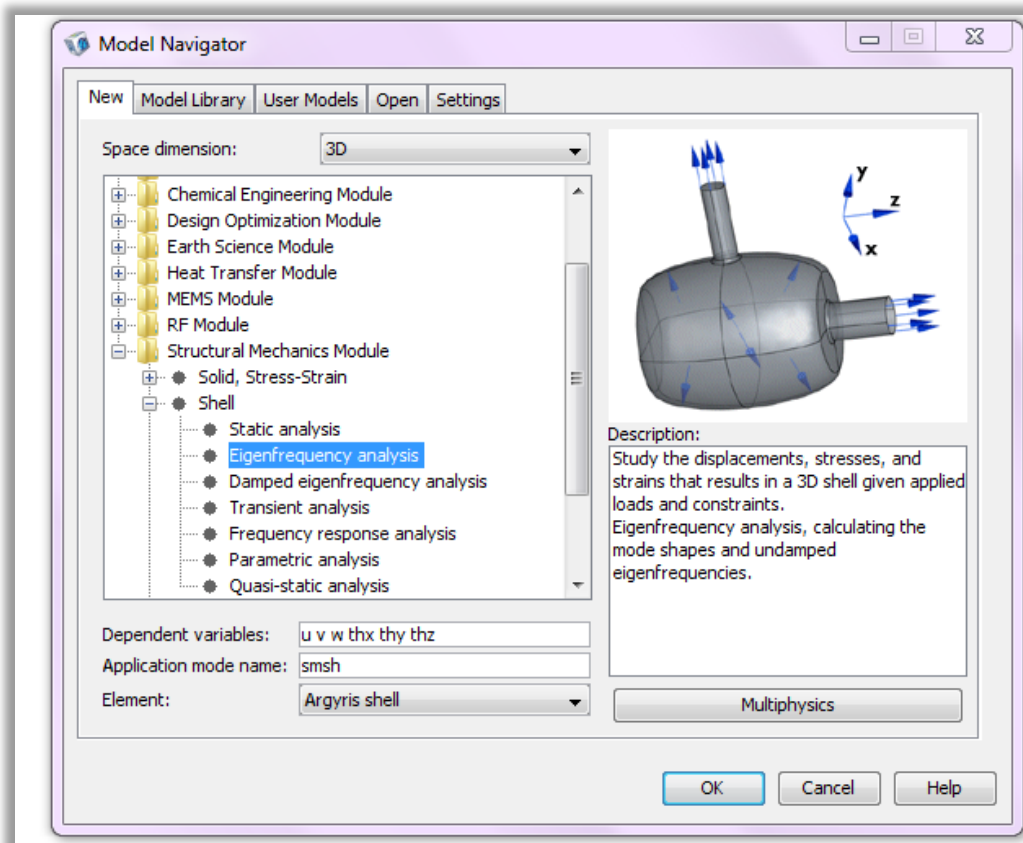 Model Navigator
New Model Library User Models Open Settings
Space dimension: 3D
Chemical Engineering Module
Design Optimization Module
Earth Science Module
Heat Transfer Module
MEMS Module
RF Module
Structural Mechanics Module
Solid, Stress-Strain
Shell
Static analysis
Eigenfrequency analysis
Damped eigenfrequency analysis
Transient analysis
Frequency response analysis
Parametric analysis
Quasi-static analysis
Dependent variables: u v w thx thy thz
Application mode name: smsh
Element: Argyris shell
y
z
x
Description:
Study the displacements, stresses, and
strains that results in a 3D shell given applied
loads and constraints.
Eigenfrequency analysis, calculating the
mode shapes and undamped
eigenfrequencies.
Multiphysics
OK Cancel Help